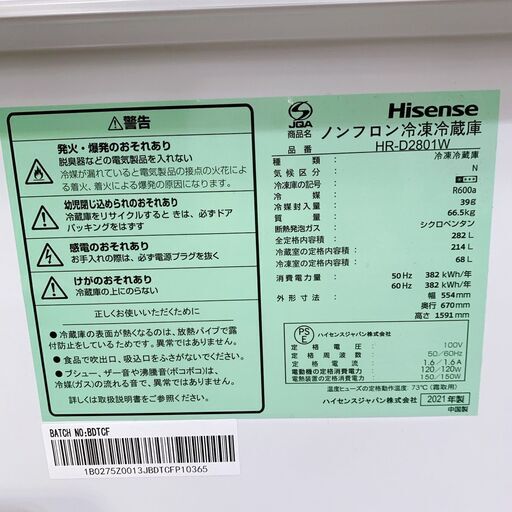 ⚠警告
発火・爆発のおそれあり
脱臭器などの電気製品を入れない
冷蔵庫が入れていると電気製品の接点の火花によ
る着火、着火による爆発の原因になります。
幼児閉じ込められのおそれあり
冷蔵庫をリサイクルするときは、必ずドア
パッキングをはずす
感電のおそれあり
お手入れの際は、必ず電源プラグを抜く
けがのおそれあり
冷蔵庫の上にのらない
正しくお使いいただくために
●冷蔵庫の表面が熱くなるのは、放熱パイプで露
付防止をしているためです。異常ではありません。
●食品で吹出口、吸込口をふさがないでください。
●プシュー、ザー音や沸騰音(ボコボコ)は、
冷媒(ガス)の流れる音で、異常ではありません。
詳しくは取扱説明書をご覧ください。
JQA
Hisense
商品名 ノンフロン冷凍冷蔵庫
HR-D2801W
種類 冷凍冷蔵庫
気候区分 N
冷凍庫の記号
冷媒 R600a
冷媒封入量 39g
質量 66.5kg
断熱発泡ガス シクロペンタン
全定格内容積 282 L
冷蔵室の定格内容積: 214 L
冷凍室の定格内容積: 68 L
消費電力量 50 Hz 382 kWh/年
60 Hz 382 kWh/年
外形寸法 幅 554mm
奥行 670mm
高さ 1591mm
PS
E
ハイセンスジャパン株式会社
定格電圧 100V
定格周波数 50/60Hz
定格電流 1.6/1.6A
電動機の定格消費電力 120/120W
電熱装置の定格消費電力 150/150W
温度ヒューズの定格動作温度 73℃(霜取用)
ハイセンスジャパン株式会社
2021年製
中国製
BATCH NO:BDTCF
1B0275Z0013JBDTCFP10365